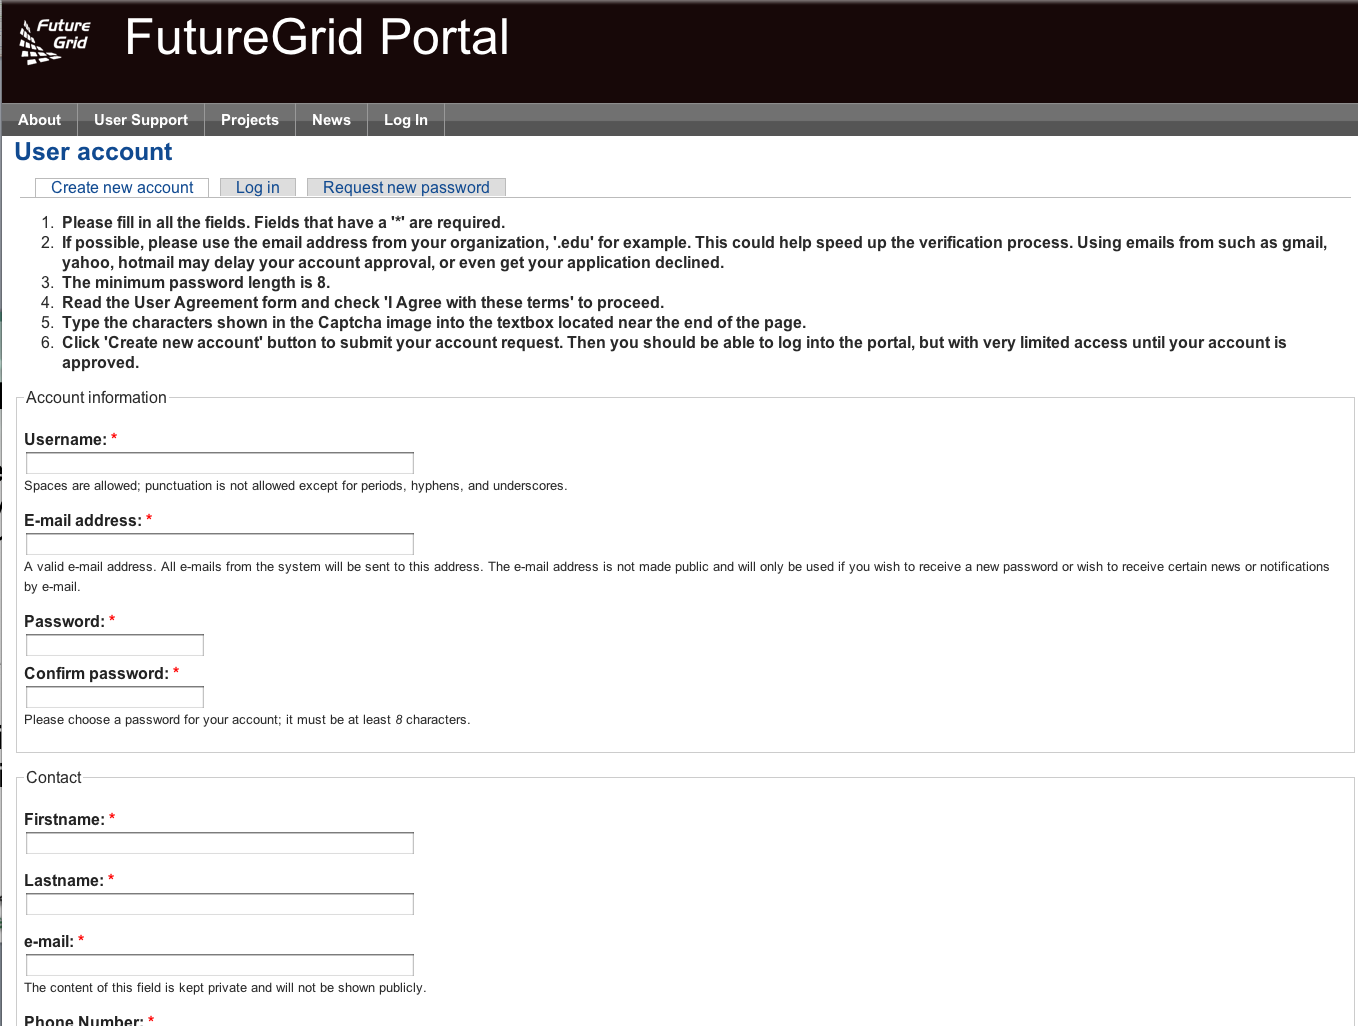 Future
Grid
FutureGrid Portal
About
User Support
Projects
News
Log In
User account
Create new account
Log in
Request new password
1. Please fill in all the fields. Fields that have a '*' are required.
2. If possible, please use the email address from your organization, '.edu' for example. This could help speed up the verification process. Using emails from such as gmail,
yahoo, hotmail may delay your account approval, or even get your application declined.
3. The minimum password length is 8.
4. Read the User Agreement form and check 'I Agree with these terms' to proceed.
5. Type the characters shown in the Captcha image into the textbox located near the end of the page.
6. Click 'Create new account' button to submit your account request. Then you should be able to log into the portal, but with very limited access until your account is
approved.
Account information
Username: *
Spaces are allowed; punctuation is not allowed except for periods, hyphens, and underscores.
E-mail address: *
A valid e-mail address. All e-mails from the system will be sent to this address. The e-mail address is not made public and will only be used if you wish to receive a new password or wish to receive certain news or notifications
by e-mail.
Password: *
Confirm password: *
Please choose a password for your account; it must be at least 8 characters.
Contact
Firstname: *
Lastname: *
e-mail: *
The content of this field is kept private and will not be shown publicly.
Phone Number: *